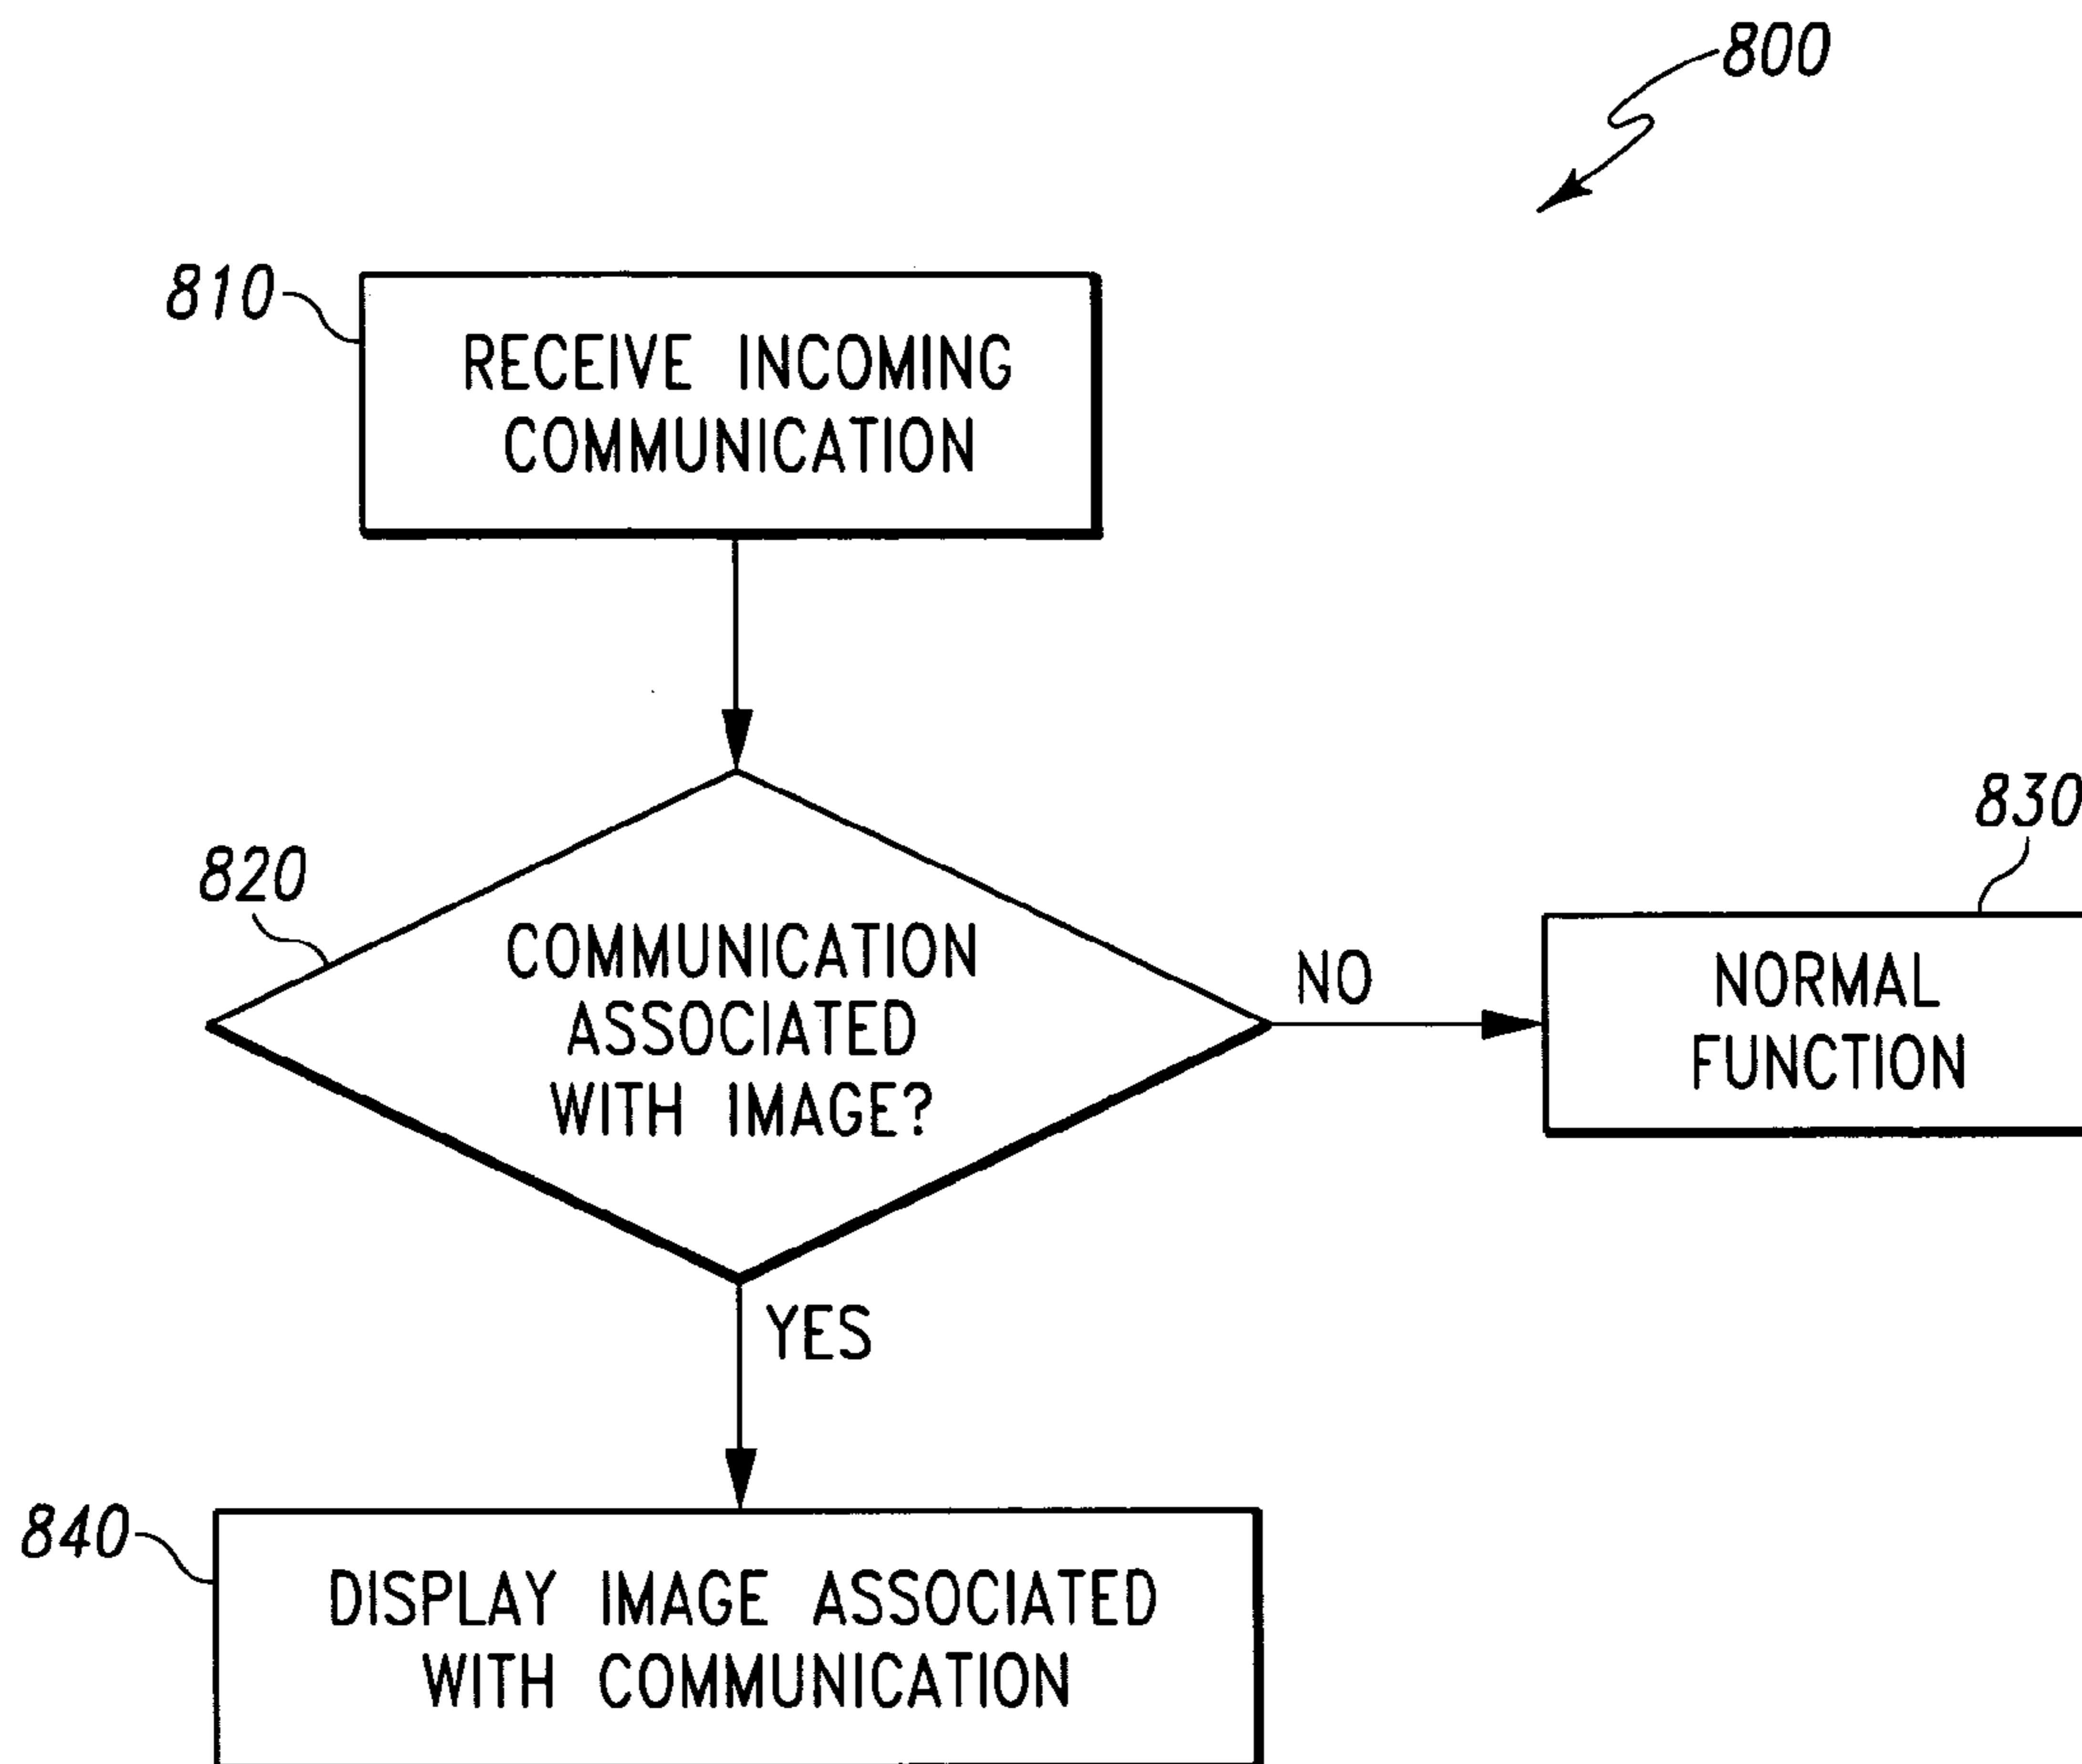 800
810
RECEIVE INCOMING
COMMUNICATION
820
COMMUNICATION
ASSOCIATED
WITH IMAGE?
NO
830
NORMAL
FUNCTION
YES
840
DISPLAY IMAGE ASSOCIATED
WITH COMMUNICATION